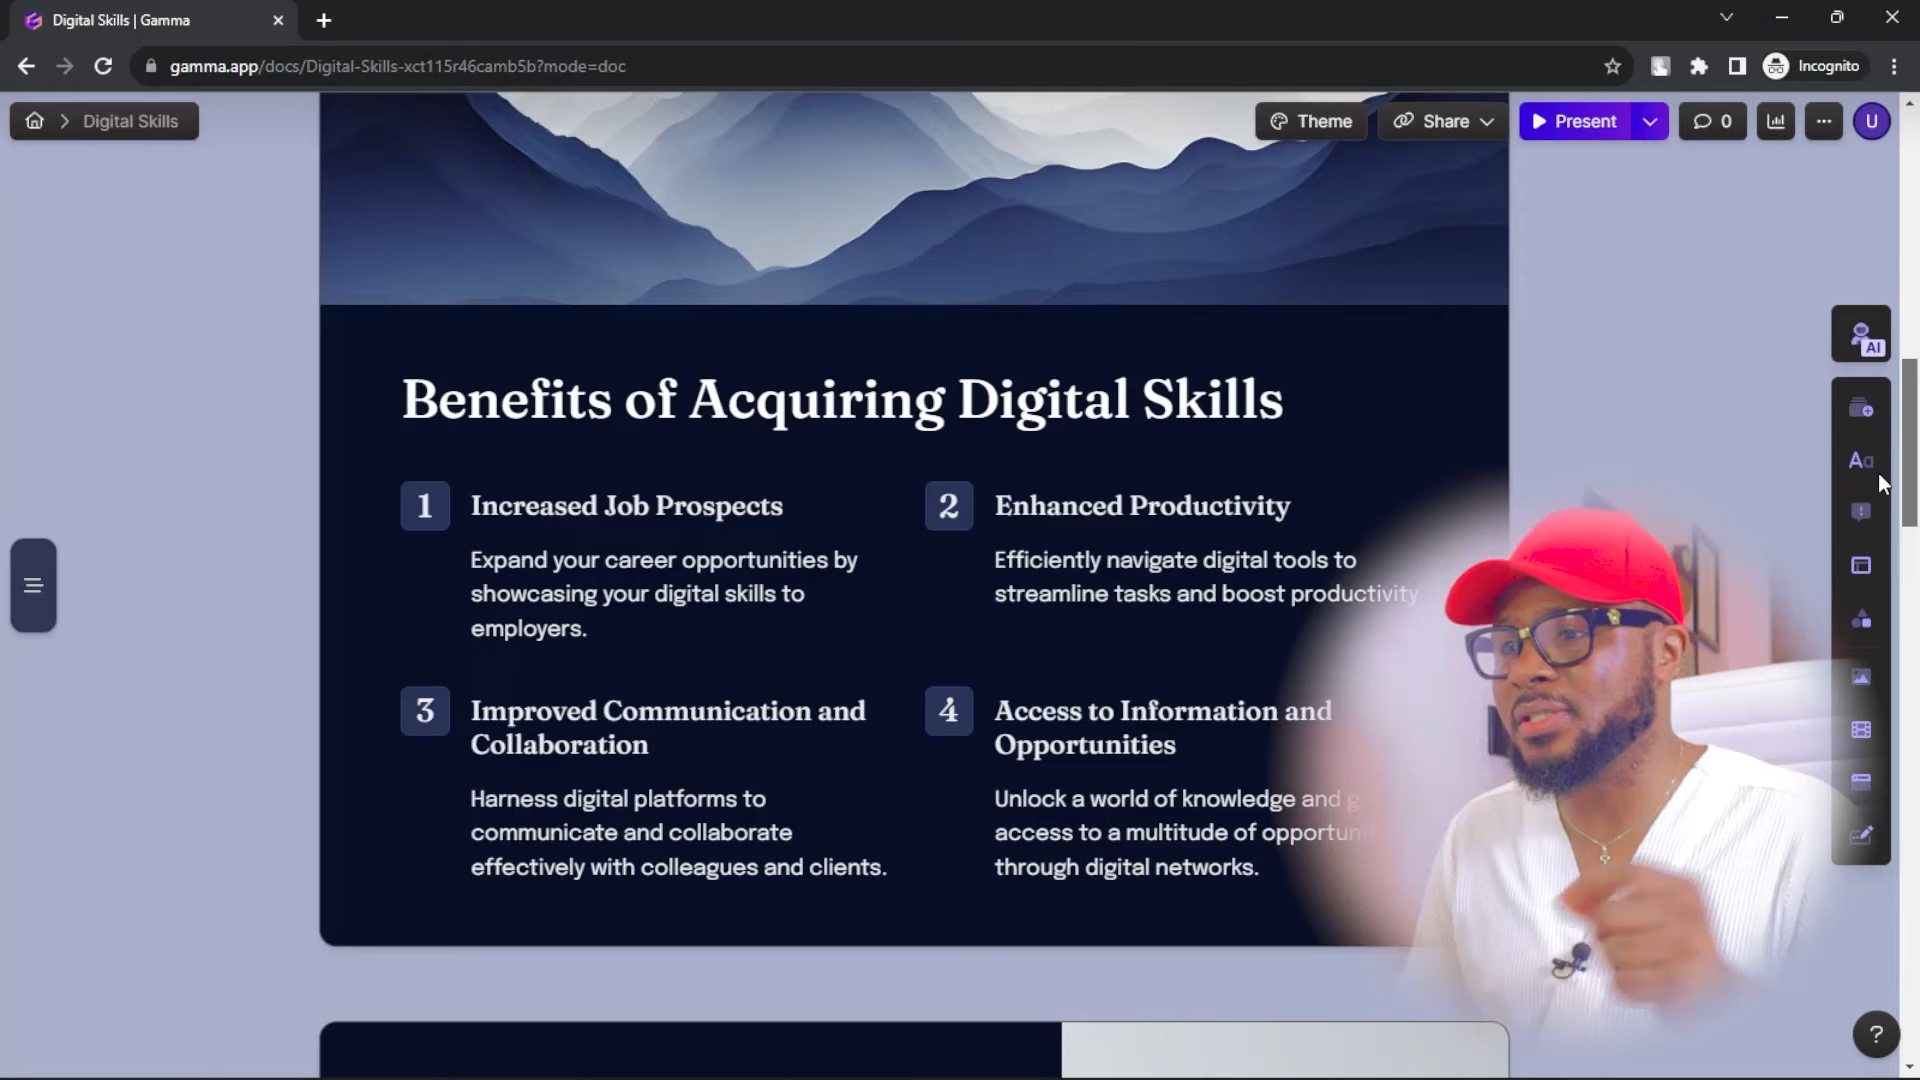 Digital Skills | Gamma
gamma.app/docs/Digital-Skills-xct115r46camb5b?mode=doc
Incognito
Digital Skills
Theme
Share
Present
0
U
AI
Aa
Benefits of Acquiring Digital Skills
1 Increased Job Prospects
Expand your career opportunities by
showcasing your digital skills to
employers.
2 Enhanced Productivity
Efficiently navigate digital tools to
streamline tasks and boost productivity
3 Improved Communication and
Collaboration
Harness digital platforms to
communicate and collaborate
effectively with colleagues and clients.
4 Access to Information and
Opportunities
Unlock a world of knowledge and
access to a multitude of
through digital networks.
?